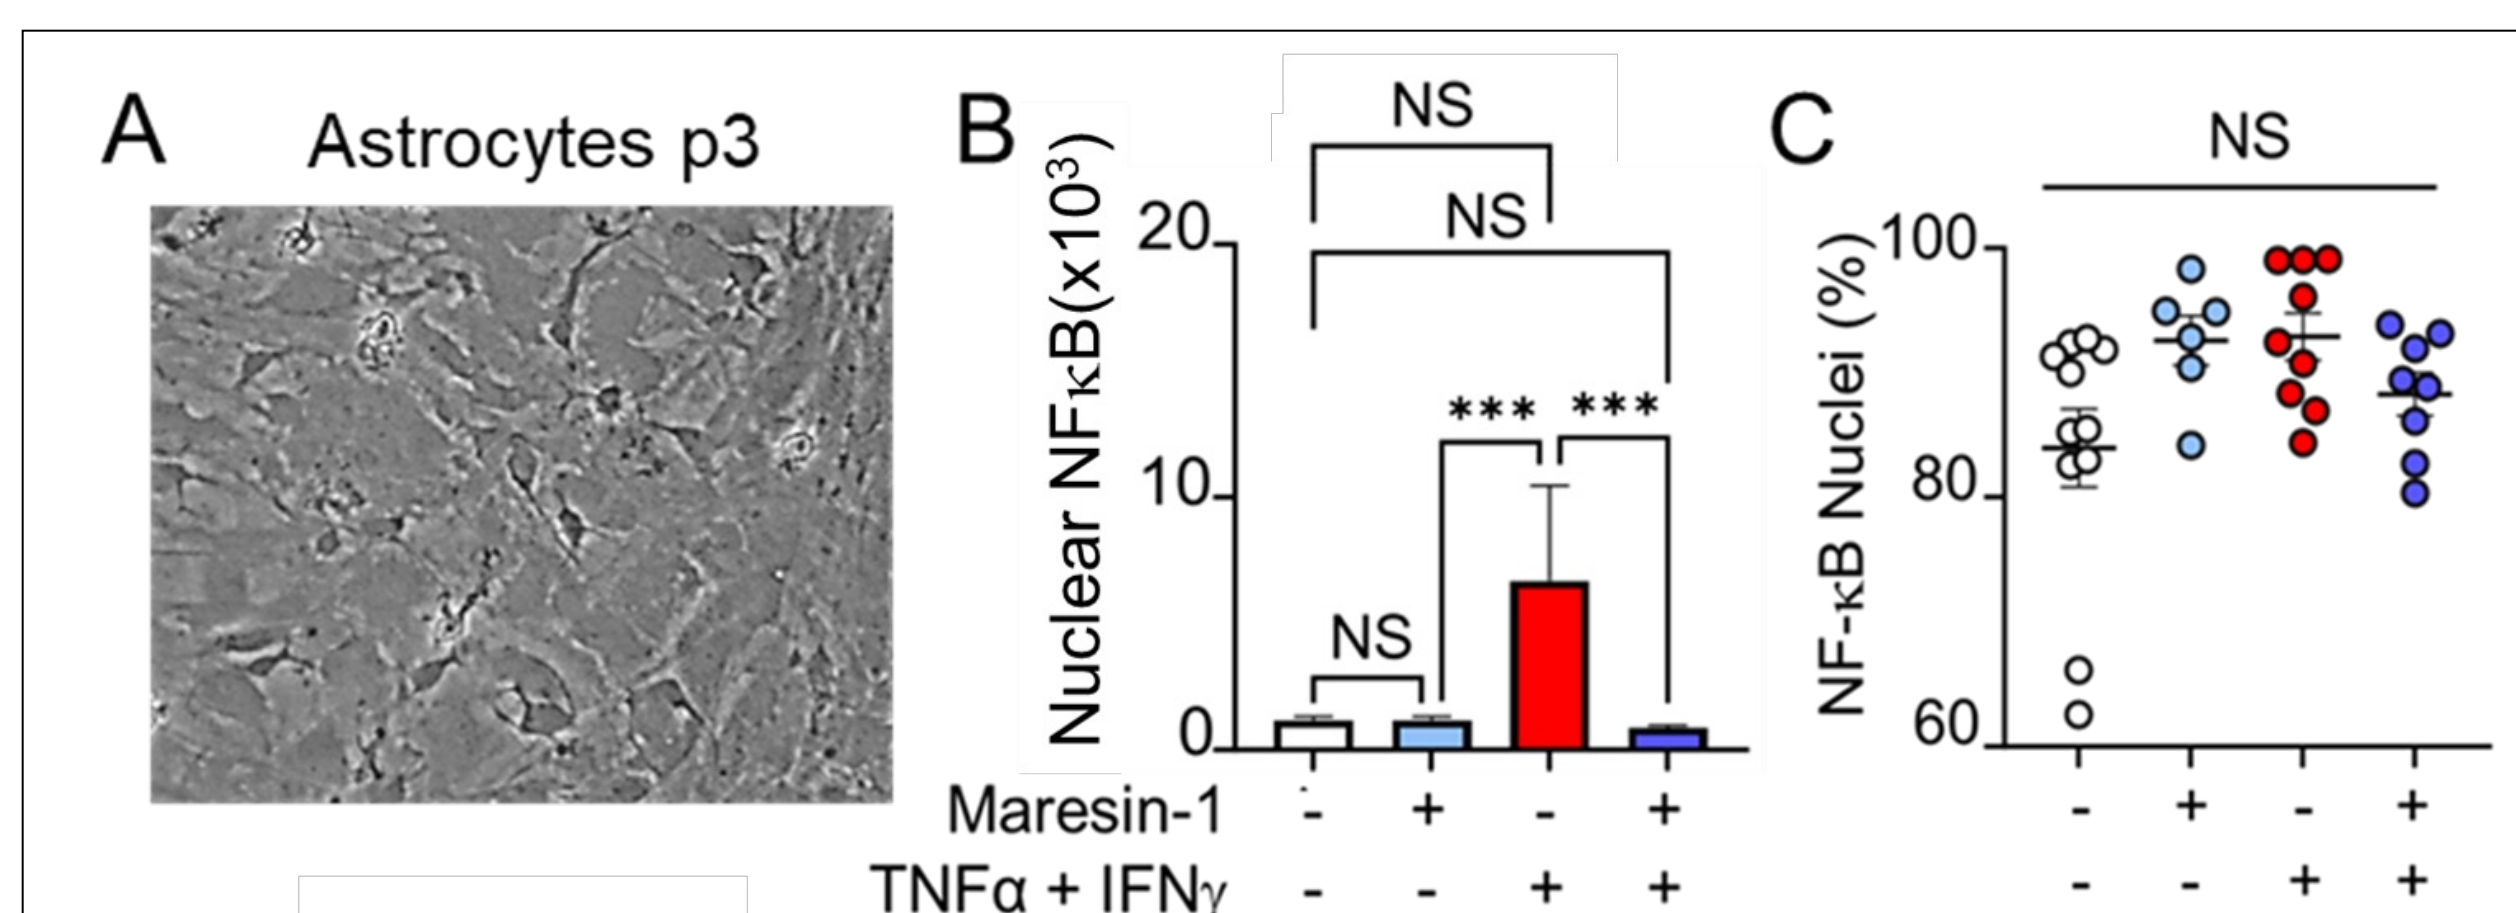 A
Astrocytes p3
B
Nuclear NFκB(x10³)
NS
NS
*** ***
NS
20
10
0
Maresin-1 - + - +
TNFα + IFNγ - - + +
C
NS
NF-κB Nuclei (%)
100
80
60
- + - +
- - + +